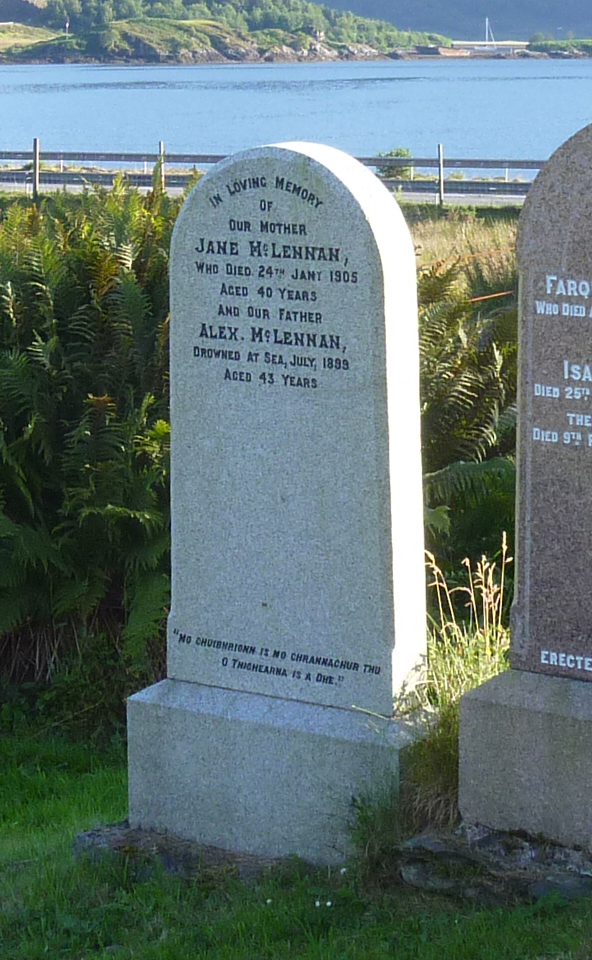 IN LOVING MEMORY
OF
OUR MOTHER
JANE McLENNAN,
WHO DIED 24TH JANY 1905
AGED 40 YEARS
AND OUR FATHER
ALEX. McLENNAN,
DROWNED AT SEA, JULY, 1899
AGED 43 YEARS
"MO CHUIBHRIONN IS MO CHRANNACHUR THU
O THIGHEARNA IS A DHE."
FARQ
WHO DIED
ISA
DIED 25TH
THE
DIED 9TH
ERECTE